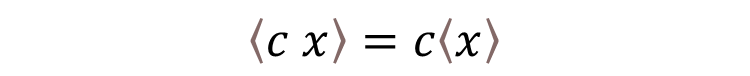 ⟨c x⟩ = c⟨x⟩